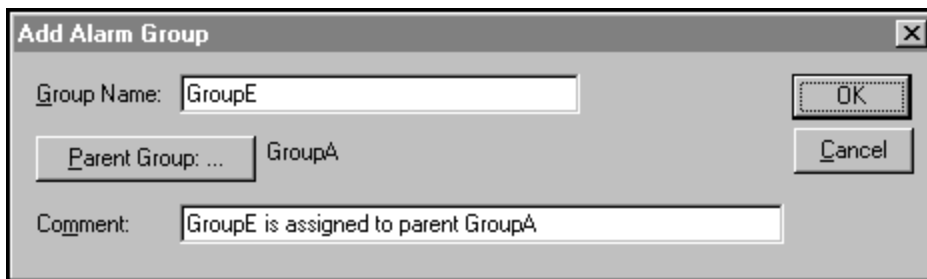 Add Alarm Group
Group Name: GroupE
OK
Parent Group: ... GroupA
Cancel
Comment: GroupE is assigned to parent GroupA